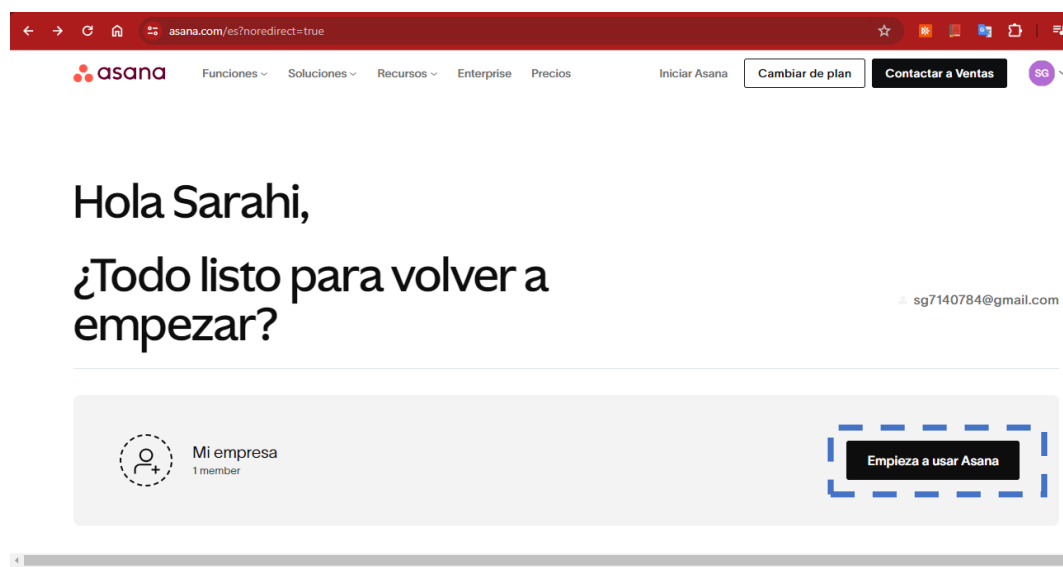 asana.com/es?noredirect=true
asana Funciones Soluciones Recursos Enterprise Precios Iniciar Asana Cambiar de plan Contactar a Ventas SG
Hola Sarahi,
¿Todo listo para volver a
empezar?
sg7140784@gmail.com
Mi empresa
1 member
Empieza a usar Asana